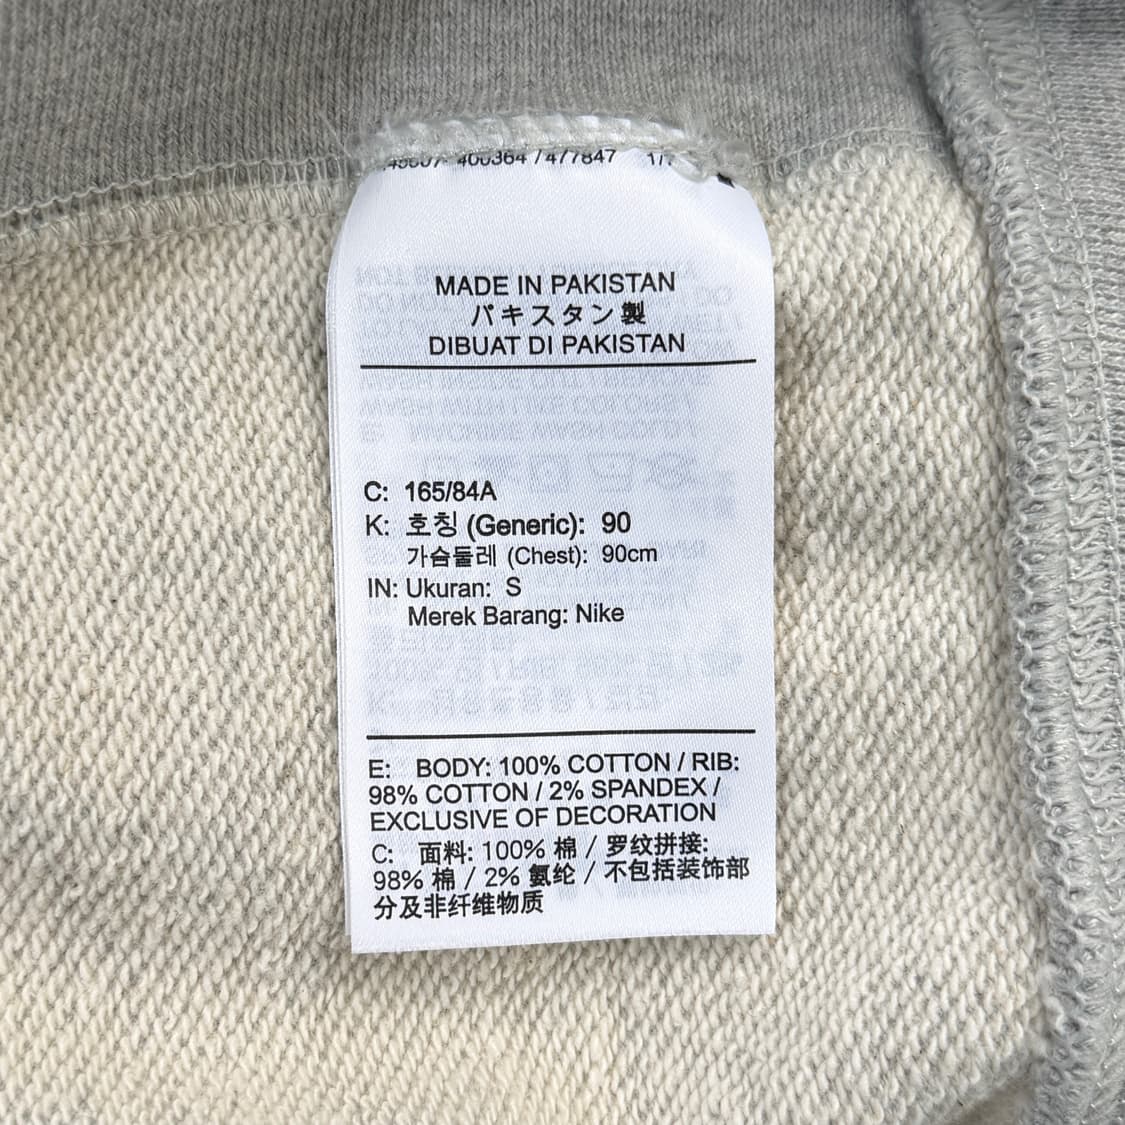 400364 / 477847 1/
MADE IN PAKISTAN
パキスタン製
DIBUAT DI PAKISTAN
C: 165/84A
K: 호칭 (Generic): 90
가슴둘레 (Chest): 90cm
IN: Ukuran: S
Merek Barang: Nike
E: BODY: 100% COTTON / RIB:
98% COTTON / 2% SPANDEX /
EXCLUSIVE OF DECORATION
C: 面料: 100% 棉 / 罗纹拼接:
98% 棉 / 2% 氨纶 / 不包括装饰部
分及非纤维物质